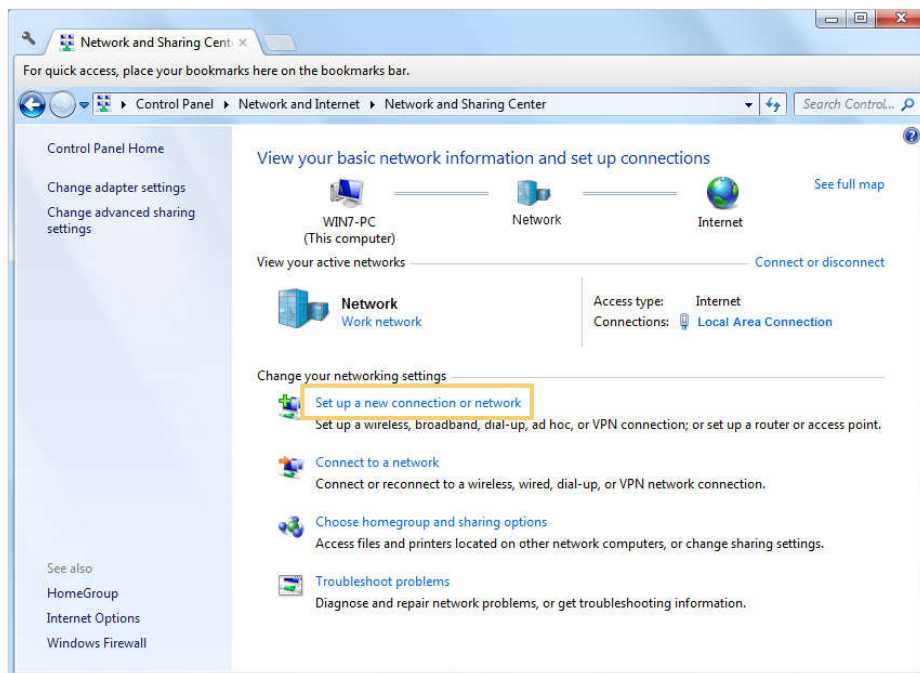 Network and Sharing Cent
For quick access, place your bookmarks here on the bookmarks bar.
Control Panel Network and Internet Network and Sharing Center
Search Control...
Control Panel Home
Change adapter settings
Change advanced sharing
settings
View your basic network information and set up connections
See full map
WIN7-PC
(This computer)
Network
Internet
View your active networks
Connect or disconnect
Network
Work network
Access type: Internet
Connections: Local Area Connection
Change your networking settings
Set up a new connection or network
Set up a wireless, broadband, dial-up, ad hoc, or VPN connection; or set up a router or access point.
Connect to a network
Connect or reconnect to a wireless, wired, dial-up, or VPN network connection.
Choose homegroup and sharing options
Access files and printers located on other network computers, or change sharing settings.
Troubleshoot problems
Diagnose and repair network problems, or get troubleshooting information.
See also
HomeGroup
Internet Options
Windows Firewall